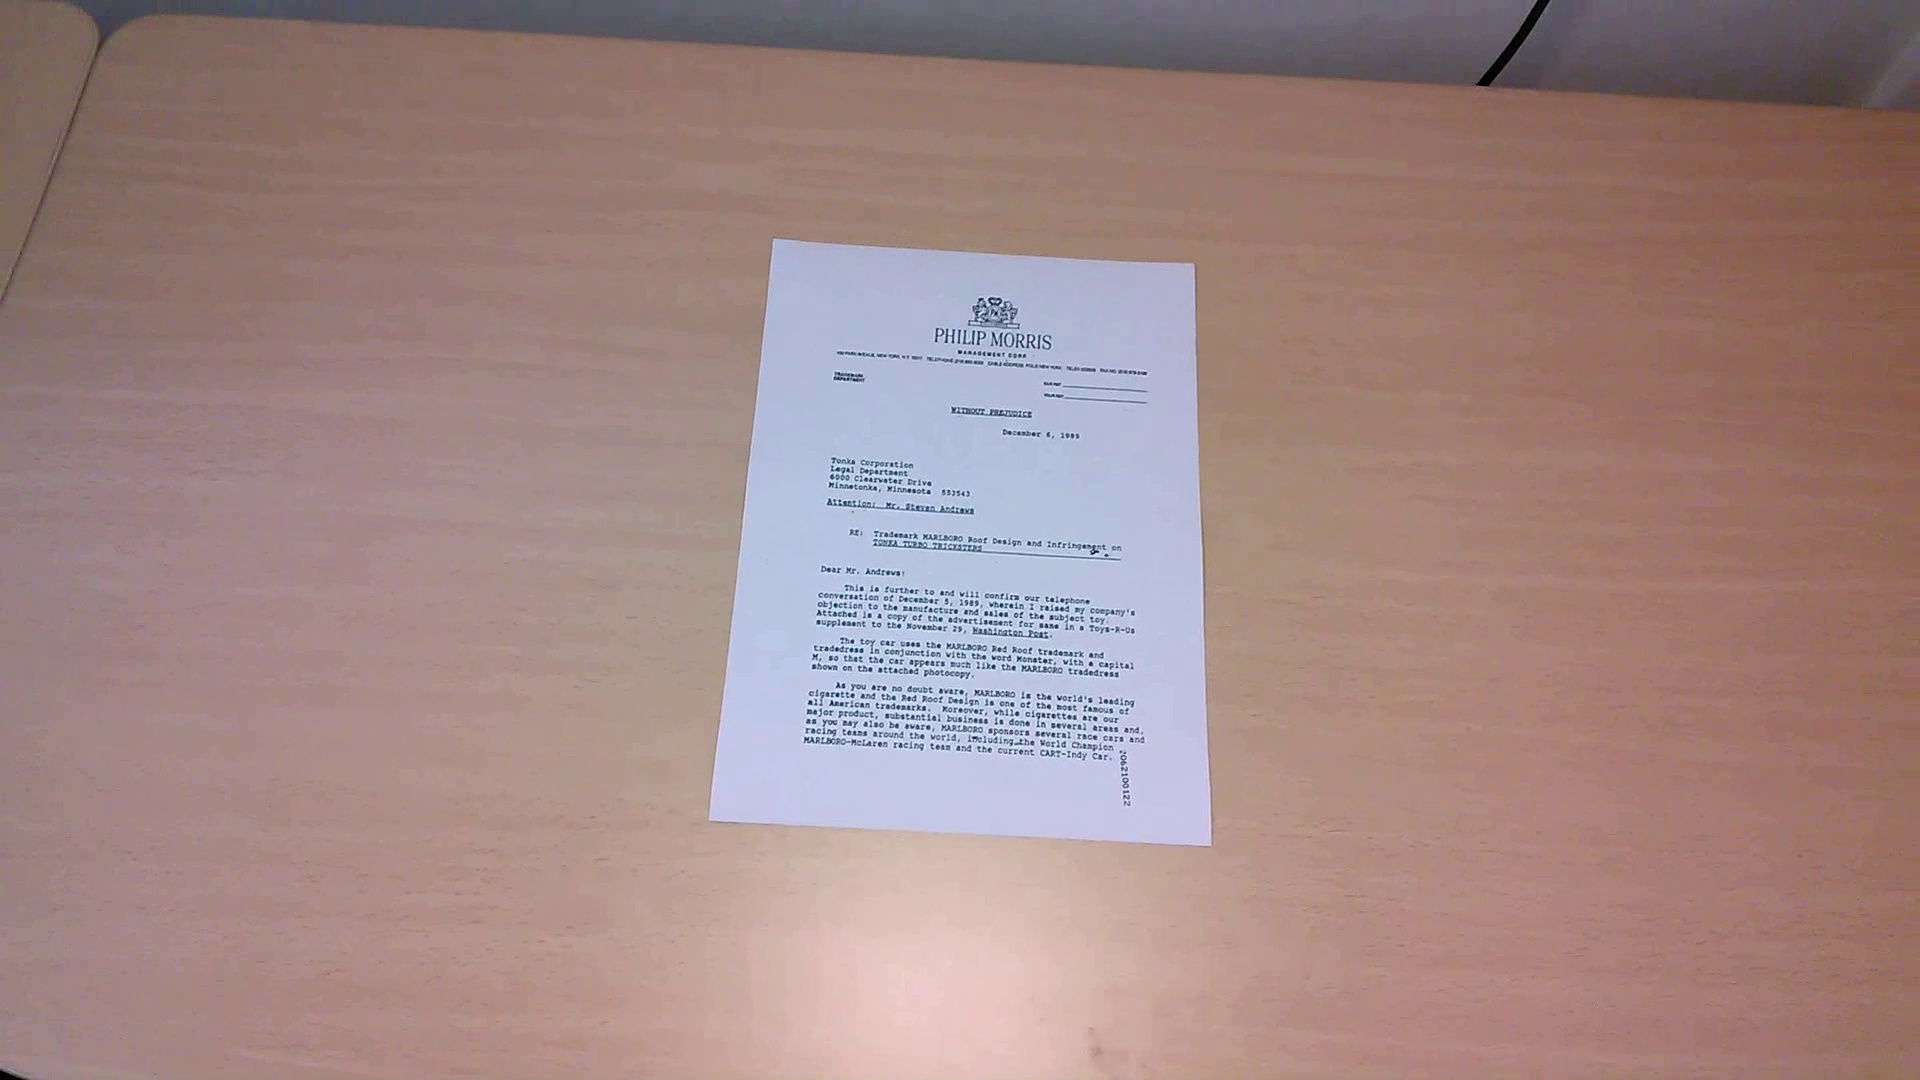 PHILIP MORRIS
MANAGEMENT CORP.
TRADEMARK
DEPARTMENT
OUR REF.
YOUR REF.
WITHOUT PREJUDICE
December 6, 1989
Tonka Corporation
Legal Department
6000 Clearwater Drive
Minnetonka, Minnesota 553543
Attention: Mr. Steven Andrews
RE: Trademark MARLBORO Roof Design and Infringement on
TONKA TURBO TRICKSTERS
Dear Mr. Andrews:
This is further to and will confirm our telephone
conversation of December 5, 1989, wherein I raised my company's
objection to the manufacture and sales of the subject toy.
Attached is a copy of the advertisement for same in a Toys-R-Us
supplement to the November 29, Washington Post.
The toy car uses the MARLBORO Red Roof trademark and
tradedress in conjunction with the word Monster, with a capital
M, so that the car appears much like the MARLBORO tradedress
shown on the attached photocopy.
As you are no doubt aware, MARLBORO is the world's leading
cigarette and the Red Roof Design is one of the most famous of
all American trademarks. Moreover, while cigarettes are our
major product, substantial business is done in several areas and,
as you may also be aware, MARLBORO sponsors several race cars and
racing teams around the world, including the World Champion
MARLBORO-McLaren racing team and the current CART-Indy Car.
2062100122